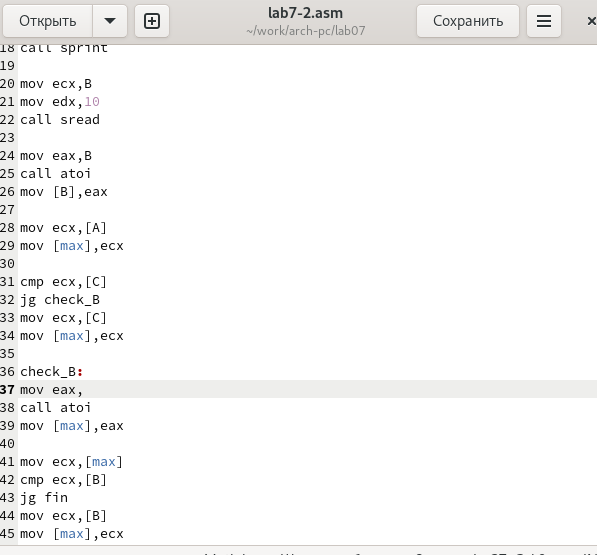 Открыть
lab7-2.asm
~/work/arch-pc/lab07
Сохранить
18 call sprint
19
20 mov ecx,B
21 mov edx,10
22 call sread
23
24 mov eax,B
25 call atoi
26 mov [B],eax
27
28 mov ecx,[A]
29 mov [max],ecx
30
31 cmp ecx,[C]
32 jg check_B
33 mov ecx,[C]
34 mov [max],ecx
35
36 check_B:
37 mov eax,
38 call atoi
39 mov [max],eax
40
41 mov ecx,[max]
42 cmp ecx,[B]
43 jg fin
44 mov ecx,[B]
45 mov [max],ecx